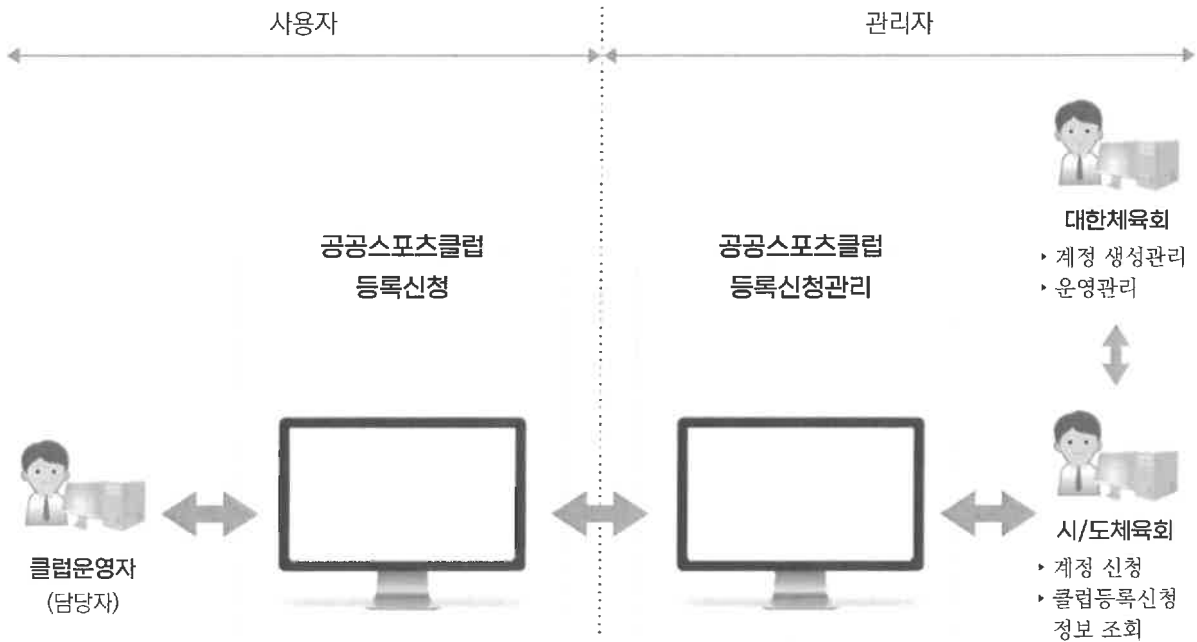 사용자
관리자
대한체육회
‣ 계정 생성관리
‣ 운영관리
공공스포츠클럽
등록신청
공공스포츠클럽
등록신청관리
클럽운영자
(담당자)
시/도체육회
‣ 계정 신청
‣ 클럽등록신청
정보 조회